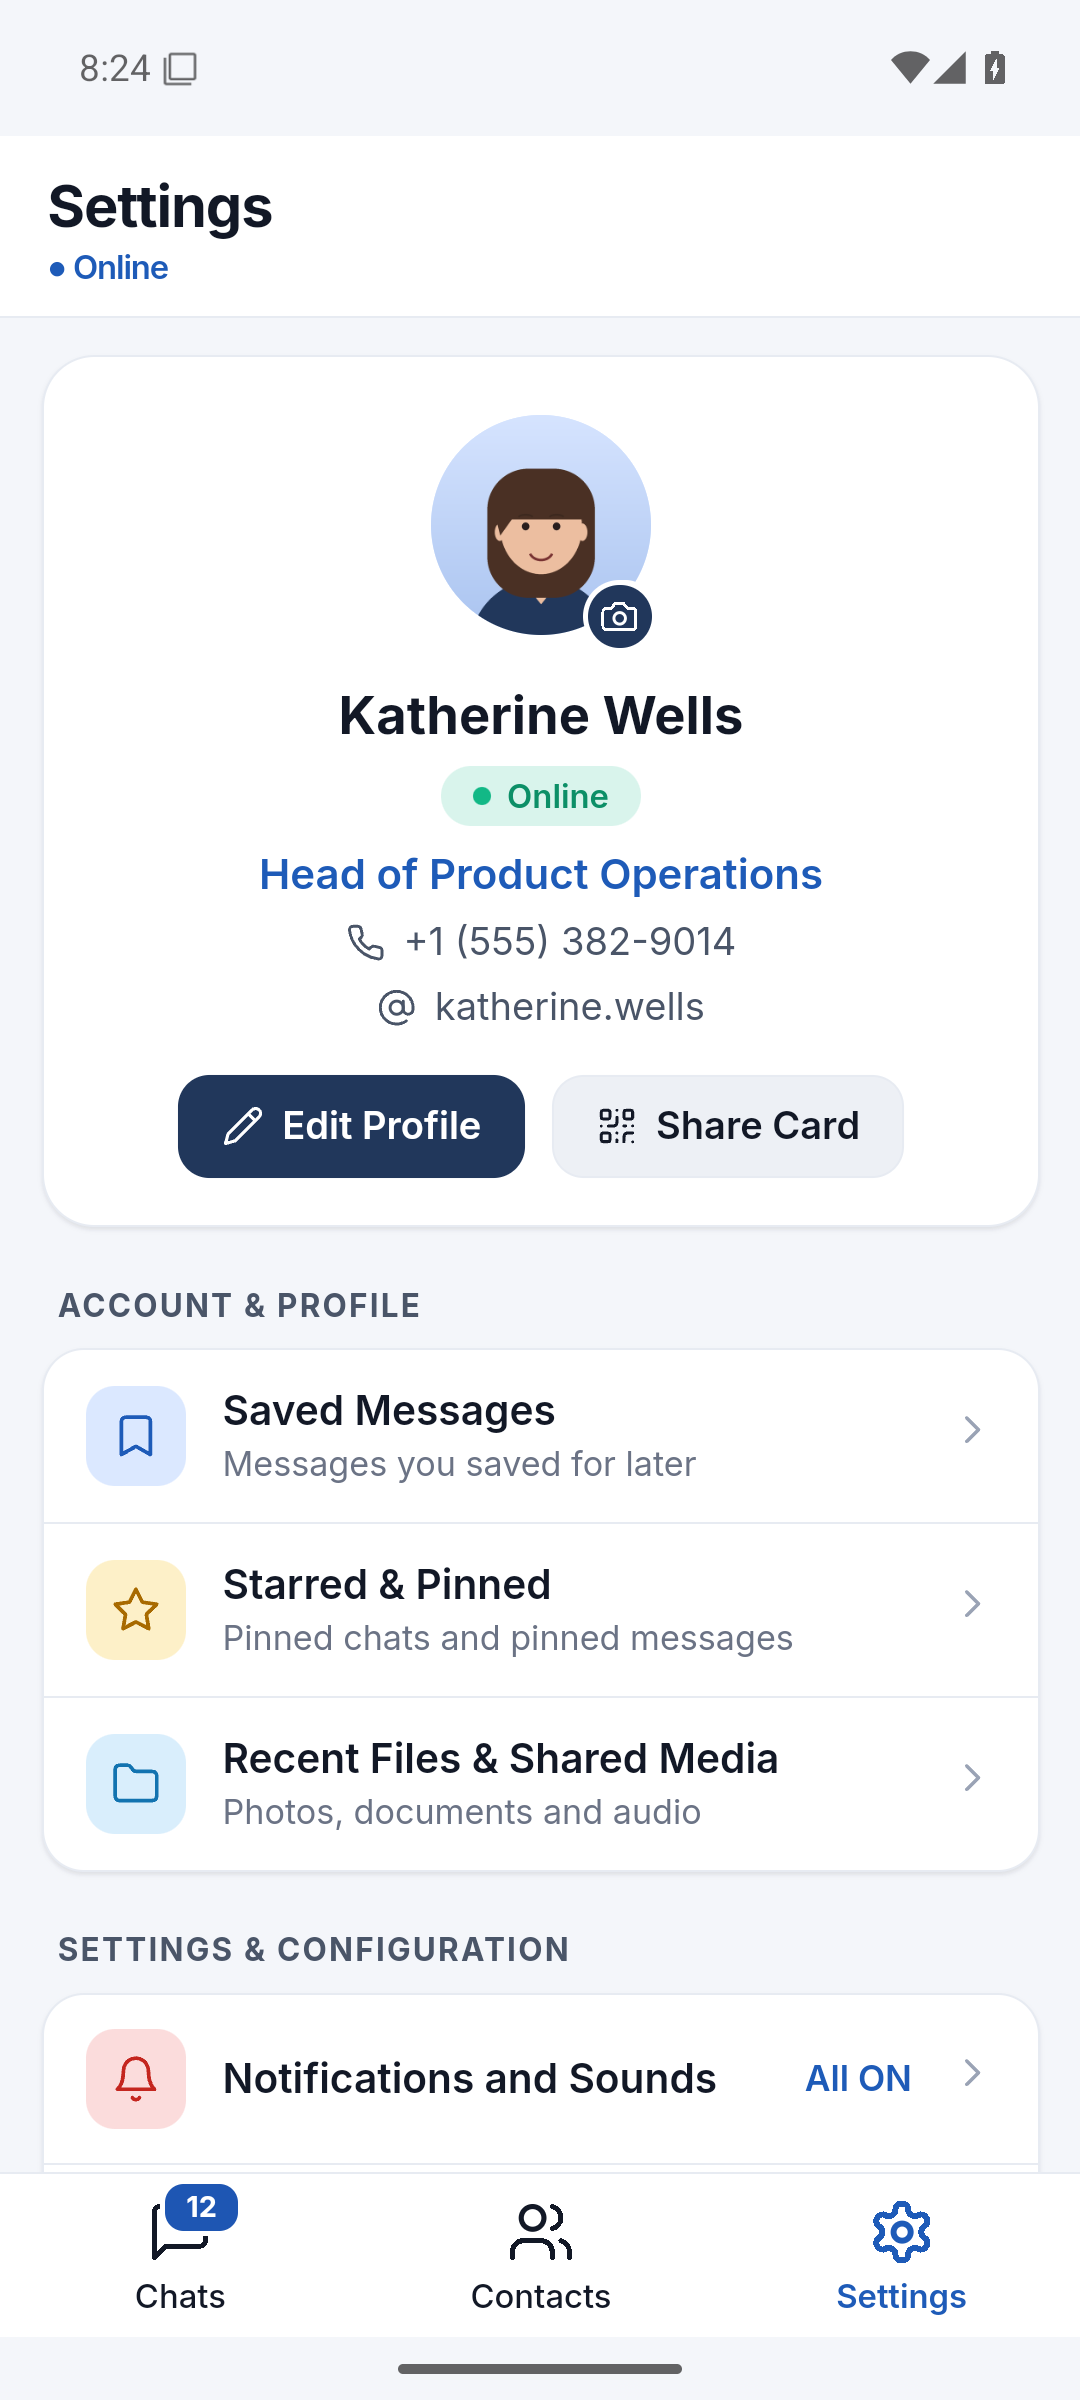 8:24
Settings
Online
Katherine Wells
Online
Head of Product Operations
+1 (555) 382-9014
katherine.wells
Edit Profile
Share Card
ACCOUNT & PROFILE
Saved Messages
Messages you saved for later
Starred & Pinned
Pinned chats and pinned messages
Recent Files & Shared Media
Photos, documents and audio
SETTINGS & CONFIGURATION
Notifications and Sounds
All ON
12
Chats
Contacts
Settings